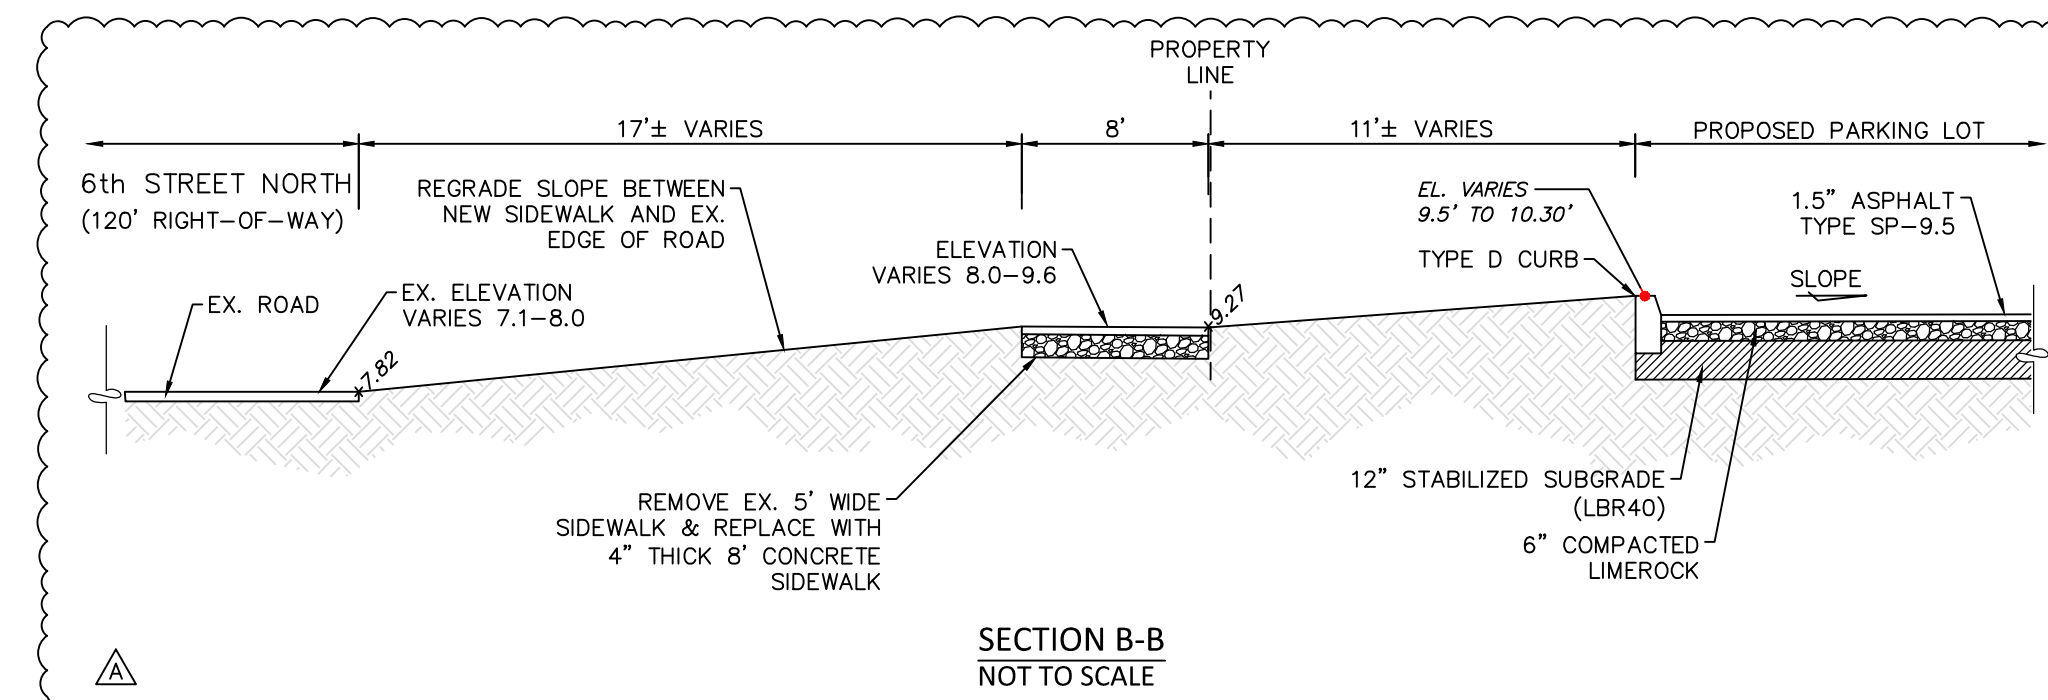 PROPERTY
LINE
17'± VARIES
8'
11'± VARIES
PROPOSED PARKING LOT
6th STREET NORTH
(120' RIGHT-OF-WAY)
REGRADE SLOPE BETWEEN
NEW SIDEWALK AND EX.
EDGE OF ROAD
EL. VARIES
9.5' TO 10.30'
1.5" ASPHALT
TYPE SP-9.5
ELEVATION
VARIES 8.0-9.6
TYPE D CURB
SLOPE
EX. ROAD
EX. ELEVATION
VARIES 7.1-8.0
9.27
7.82
REMOVE EX. 5' WIDE
SIDEWALK & REPLACE WITH
4" THICK 8' CONCRETE
SIDEWALK
12" STABILIZED SUBGRADE
(LBR40)
6" COMPACTED
LIMEROCK
SECTION B-B
NOT TO SCALE
A